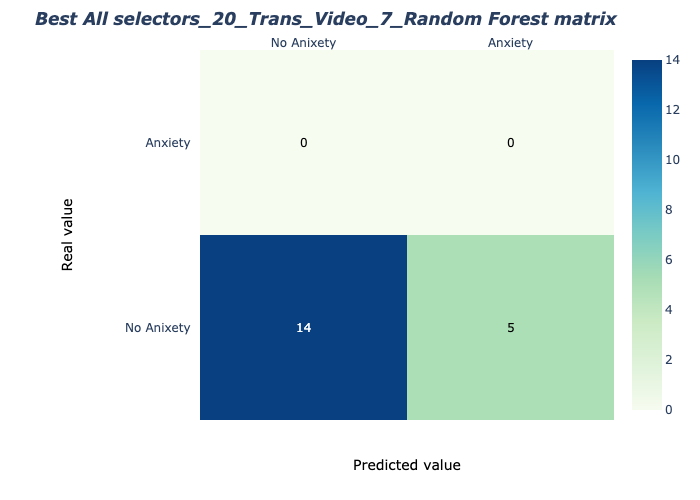 Best All selectors_20_Trans_Video_7_Random Forest matrix
No Anixety Anxiety
14
12
10
8
6
4
2
0
Anxiety 0 0
Real value
No Anixety 14 5
Predicted value